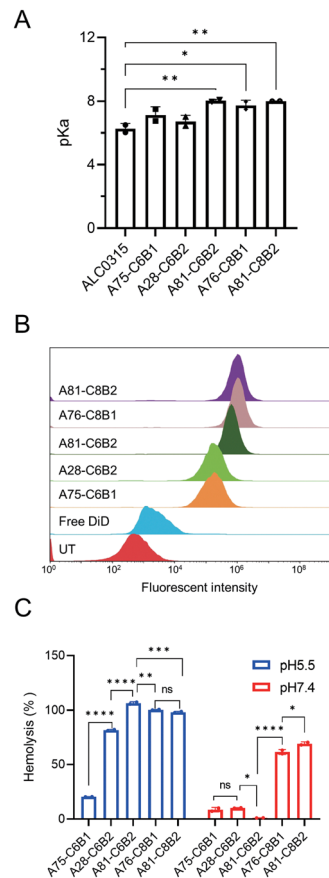 A
**
*
**
12
8
4
0
pKa
ALC0315
A75-C6B1
A28-C6B2
A81-C6B2
A76-C8B1
A81-C8B2
B
A81-C8B2
A76-C8B1
A81-C6B2
A28-C6B2
A75-C6B1
Free DiD
UT
10⁰ 10² 10⁴ 10⁶ 10⁸
Fluorescent intensity
C
pH5.5
pH7.4
***
**** **
ns
****
ns
*
****
*
150
100
50
0
Hemolysis (%)
A75-C6B1
A28-C6B2
A81-C6B2
A76-C8B1
A81-C8B2
A75-C6B1
A28-C6B2
A81-C6B2
A76-C8B1
A81-C8B2